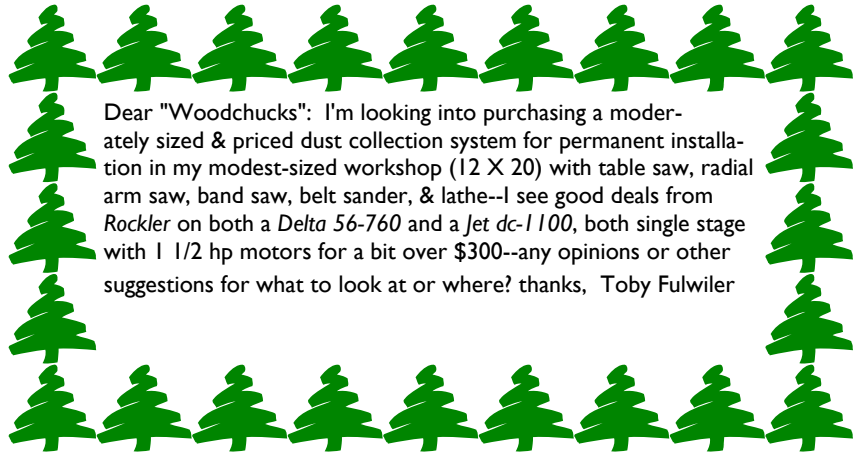 Dear "Woodchucks":  I'm looking into purchasing a moder-
ately sized & priced dust collection system for permanent installa-
tion in my modest-sized workshop (12 X 20) with table saw, radial
arm saw, band saw, belt sander, & lathe--I see good deals from
Rockler on both a Delta 56-760 and a Jet dc-1100, both single stage
with 1 1/2 hp motors for a bit over $300--any opinions or other
suggestions for what to look at or where? thanks,  Toby Fulwiler